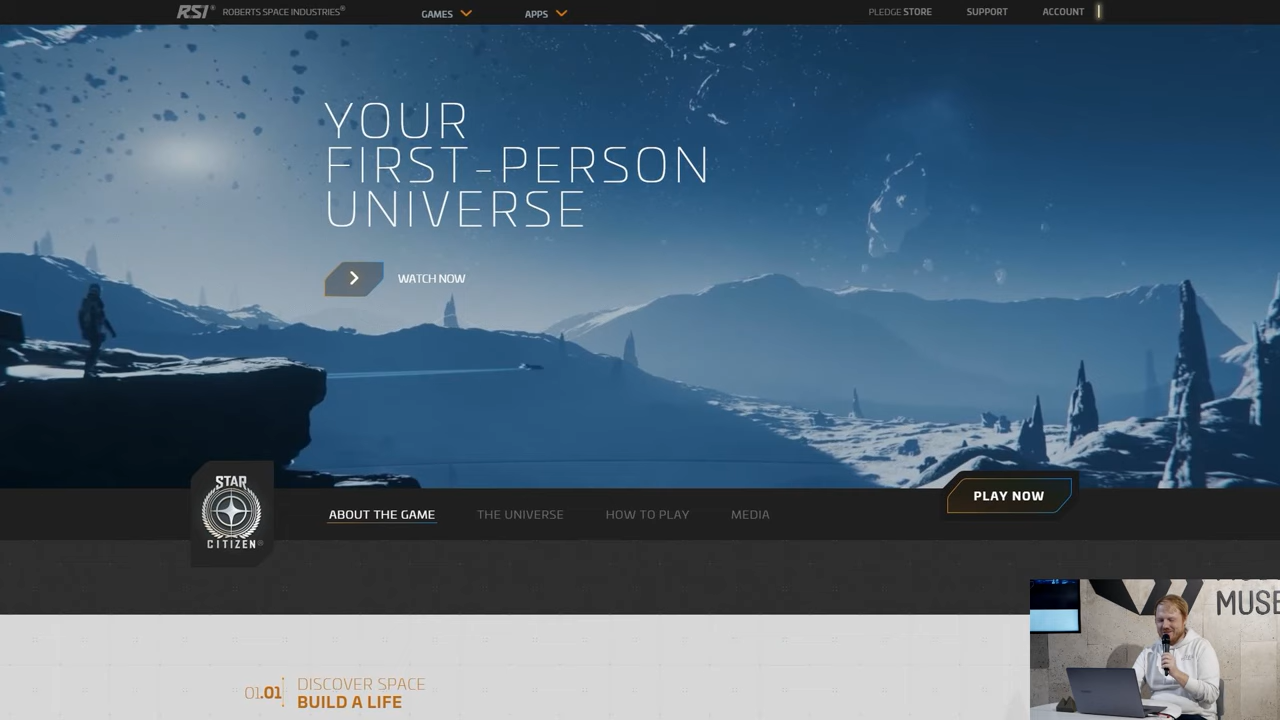 RSI® ROBERTS SPACE INDUSTRIES®
GAMES APPS
PLEDGE STORE SUPPORT ACCOUNT
YOUR
FIRST-PERSON
UNIVERSE
WATCH NOW
STAR
CITIZEN®
ABOUT THE GAME THE UNIVERSE HOW TO PLAY MEDIA
PLAY NOW
01.01 DISCOVER SPACE
BUILD A LIFE
MUSE